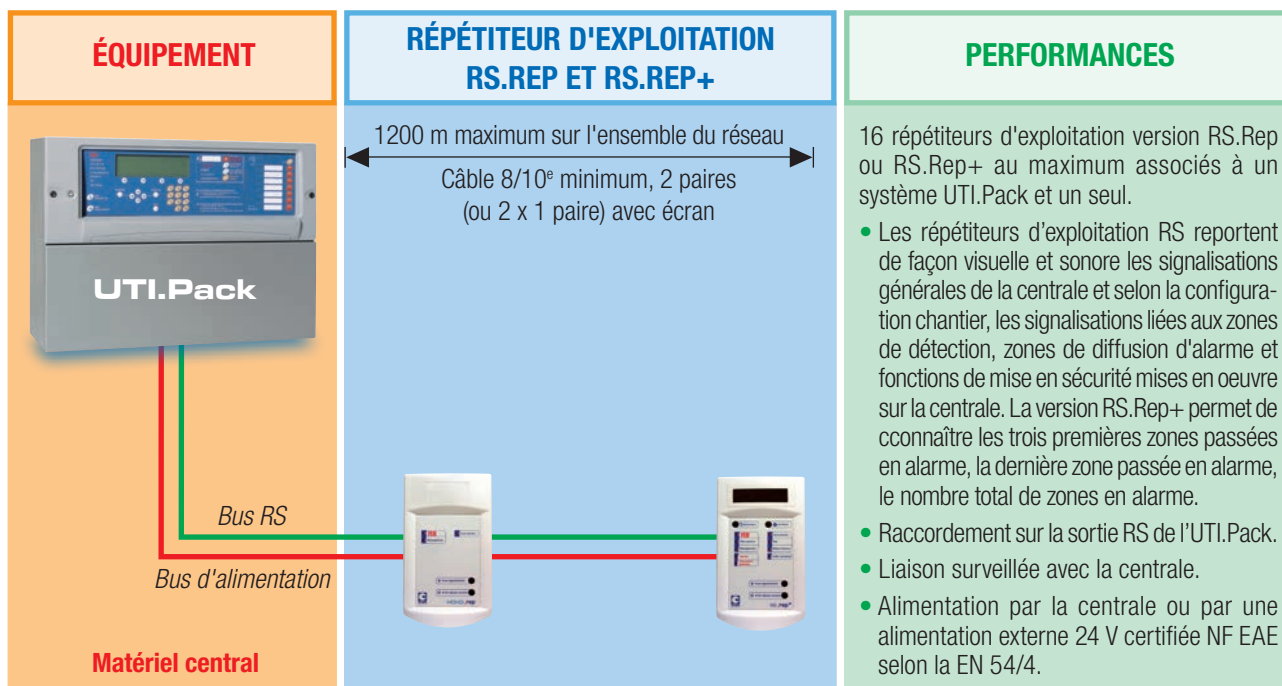 ÉQUIPEMENT
RÉPÉTITEUR D'EXPLOITATION
RS.REP ET RS.REP+
PERFORMANCES
UTI.Pack
Bus RS
Bus d'alimentation
Matériel central
1200 m maximum sur l'ensemble du réseau
Câble 8/10e minimum, 2 paires
(ou 2 x 1 paire) avec écran
16 répétiteurs d'exploitation version RS.Rep
ou RS.Rep+ au maximum associés à un
système UTI.Pack et un seul.
• Les répétiteurs d’exploitation RS reportent
de façon visuelle et sonore les signalisations
générales de la centrale et selon la configura-
tion chantier, les signalisations liées aux zones
de détection, zones de diffusion d'alarme et
fonctions de mise en sécurité mises en oeuvre
sur la centrale. La version RS.Rep+ permet de
cconnaître les trois premières zones passées
en alarme, la dernière zone passée en alarme,
le nombre total de zones en alarme.
• Raccordement sur la sortie RS de l’UTI.Pack.
• Liaison surveillée avec la centrale.
• Alimentation par la centrale ou par une
alimentation externe 24 V certifiée NF EAE
selon la EN 54/4.